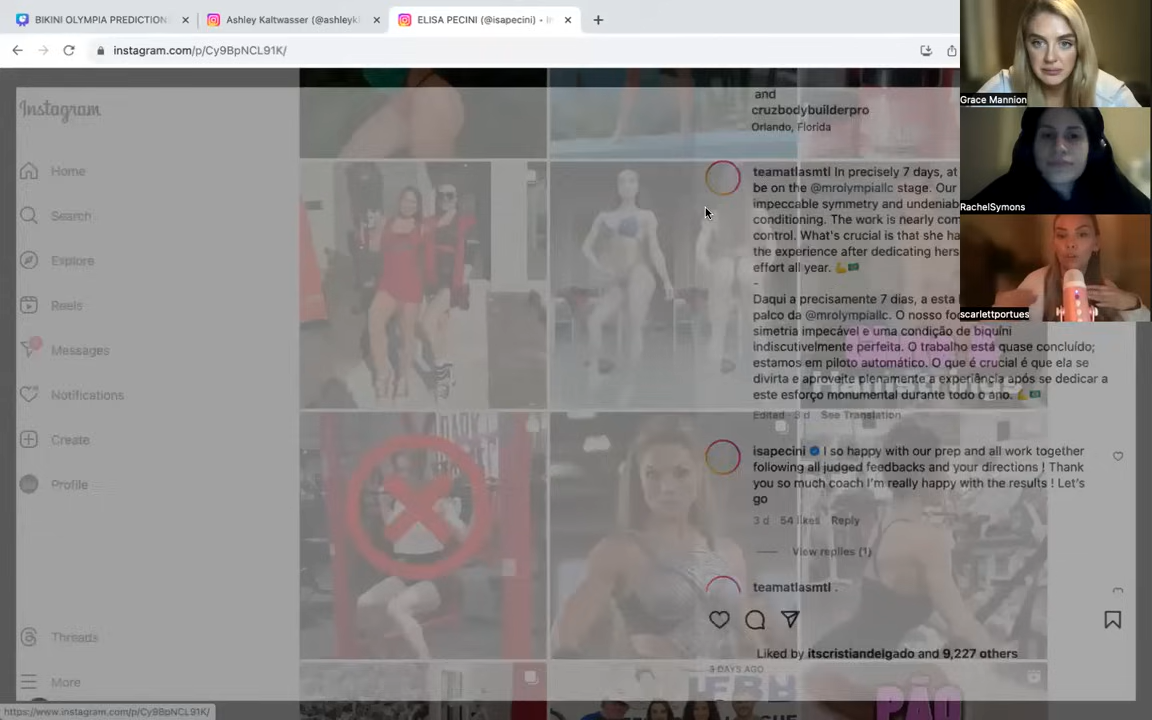 BIKINI OLYMPIA PREDICTION
Ashley Kaltwasser (@ashleyk
ELISA PECINI (@isapecini) • In
instagram.com/p/Cy9BpNCL91K/
Grace Mannion
RachelSymons
scarlettportues
Instagram
Home
Search
Explore
Reels
Messages
Notifications
Create
Profile
Threads
More
https://www.instagram.com/p/Cy9BpNCL91K/
and
cruzbodybuilderpro
Orlando, Florida
teamatlasmtl In precisely 7 days, at
be on the @mrolympiallc stage. Our
impeccable symmetry and undeniab
conditioning. The work is nearly com
control. What's crucial is that she ha
the experience after dedicating hers
effort all year. 💪🇧🇷
-
Daqui a precisamente 7 dias, a esta
palco da @mrolympiallc. O nosso fo
simetria impecável e uma condição de biquíni
indiscutivelmente perfeita. O trabalho está quase concluído;
estamos em piloto automático. O que é crucial é que ela se
divirta e aproveite plenamente a experiência após se dedicar a
este esforço monumental durante todo o ano. 💪🇧🇷
Edited · 3 d See Translation
isapecini I so happy with our prep and all work together
following all judged feedbacks and your directions ! Thank
you so much coach I'm really happy with the results ! Let's
go
3 d 54 likes Reply
View replies (1)
teamatlasmtl .
Liked by itscristiandelgado and 9,227 others
3 DAYS AGO
Hamstrings
PÃO